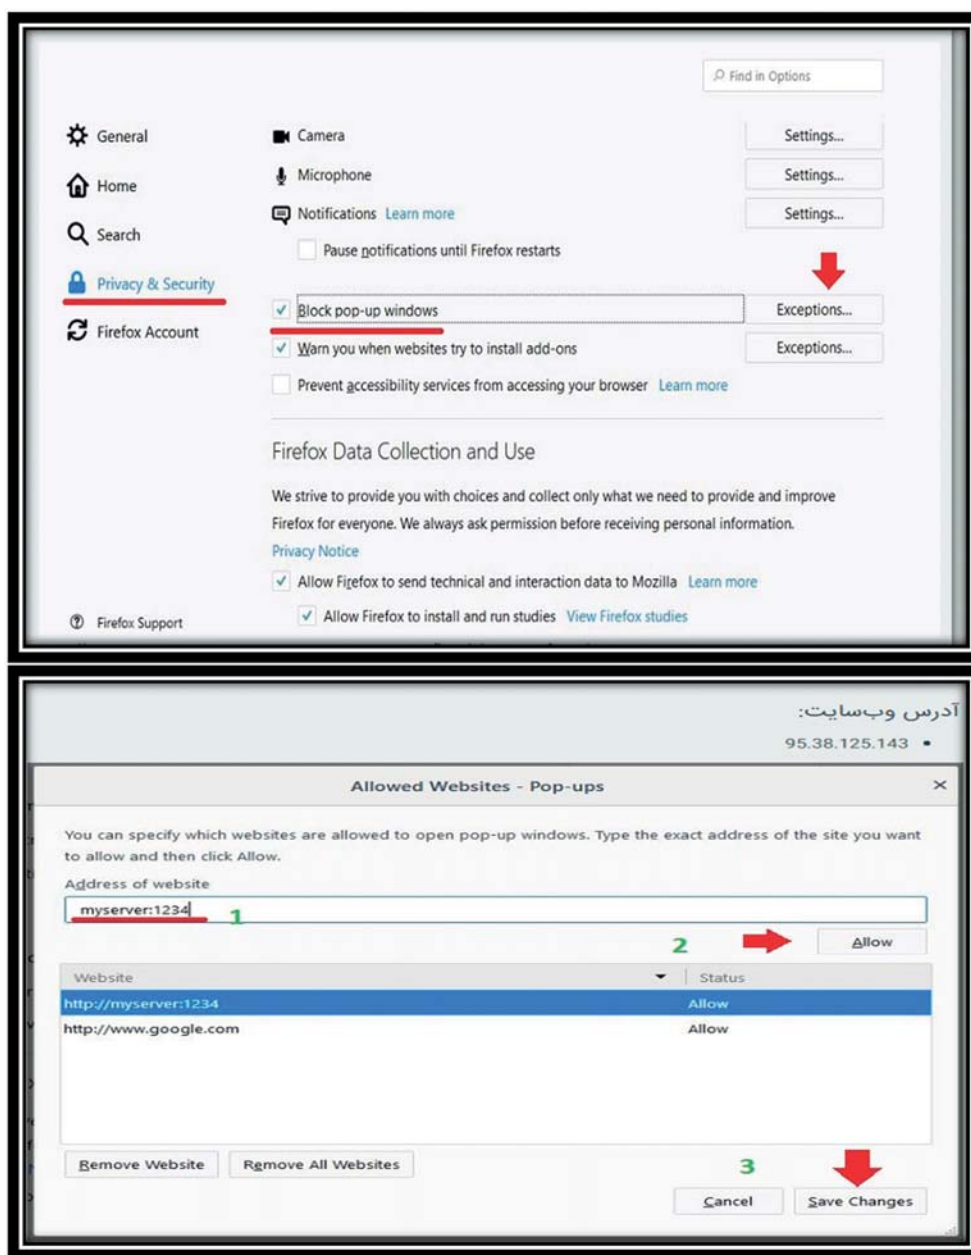 Find in Options
General
Camera
Settings...
Home
Microphone
Settings...
Search
Notifications Learn more
Settings...
Pause notifications until Firefox restarts
Privacy & Security
Block pop-up windows
Exceptions...
Firefox Account
Warn you when websites try to install add-ons
Exceptions...
Prevent accessibility services from accessing your browser Learn more
Firefox Data Collection and Use
We strive to provide you with choices and collect only what we need to provide and improve
Firefox for everyone. We always ask permission before receiving personal information.
Privacy Notice
Allow Firefox to send technical and interaction data to Mozilla Learn more
Allow Firefox to install and run studies View Firefox studies
Firefox Support
آدرس وب‌سایت:
• 95.38.125.143
Allowed Websites - Pop-ups
You can specify which websites are allowed to open pop-up windows. Type the exact address of the site you want
to allow and then click Allow.
Address of website
myserver:1234
1
2
Allow
Website Status
http://myserver:1234 Allow
http://www.google.com Allow
Remove Website Remove All Websites
3
Cancel Save Changes